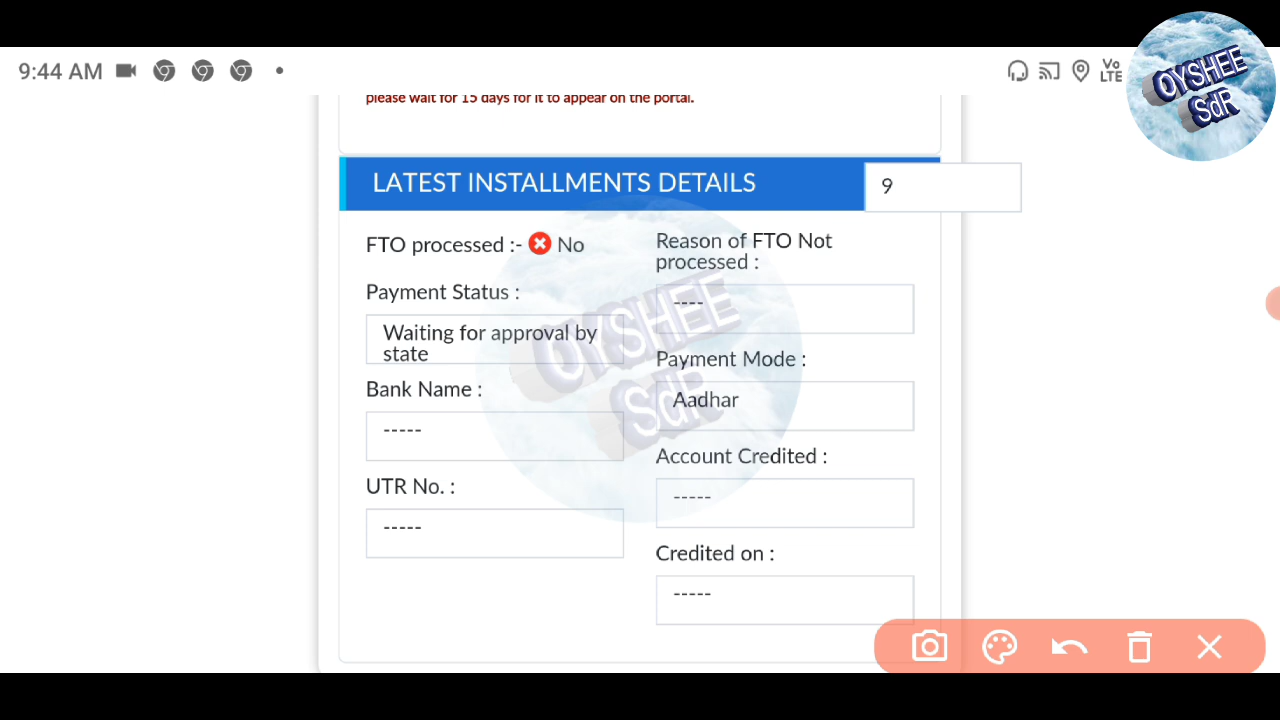 9:44 AM
Vo
LTE
OYSHEE
SdR
please wait for 15 days for it to appear on the portal.
LATEST INSTALLMENTS DETAILS
9
FTO processed :- No
Reason of FTO Not
processed :
----
Payment Status :
Waiting for approval by
state
Payment Mode :
Aadhar
Bank Name :
-----
Account Credited :
-----
UTR No. :
-----
Credited on :
-----
OYSHEE
SdR